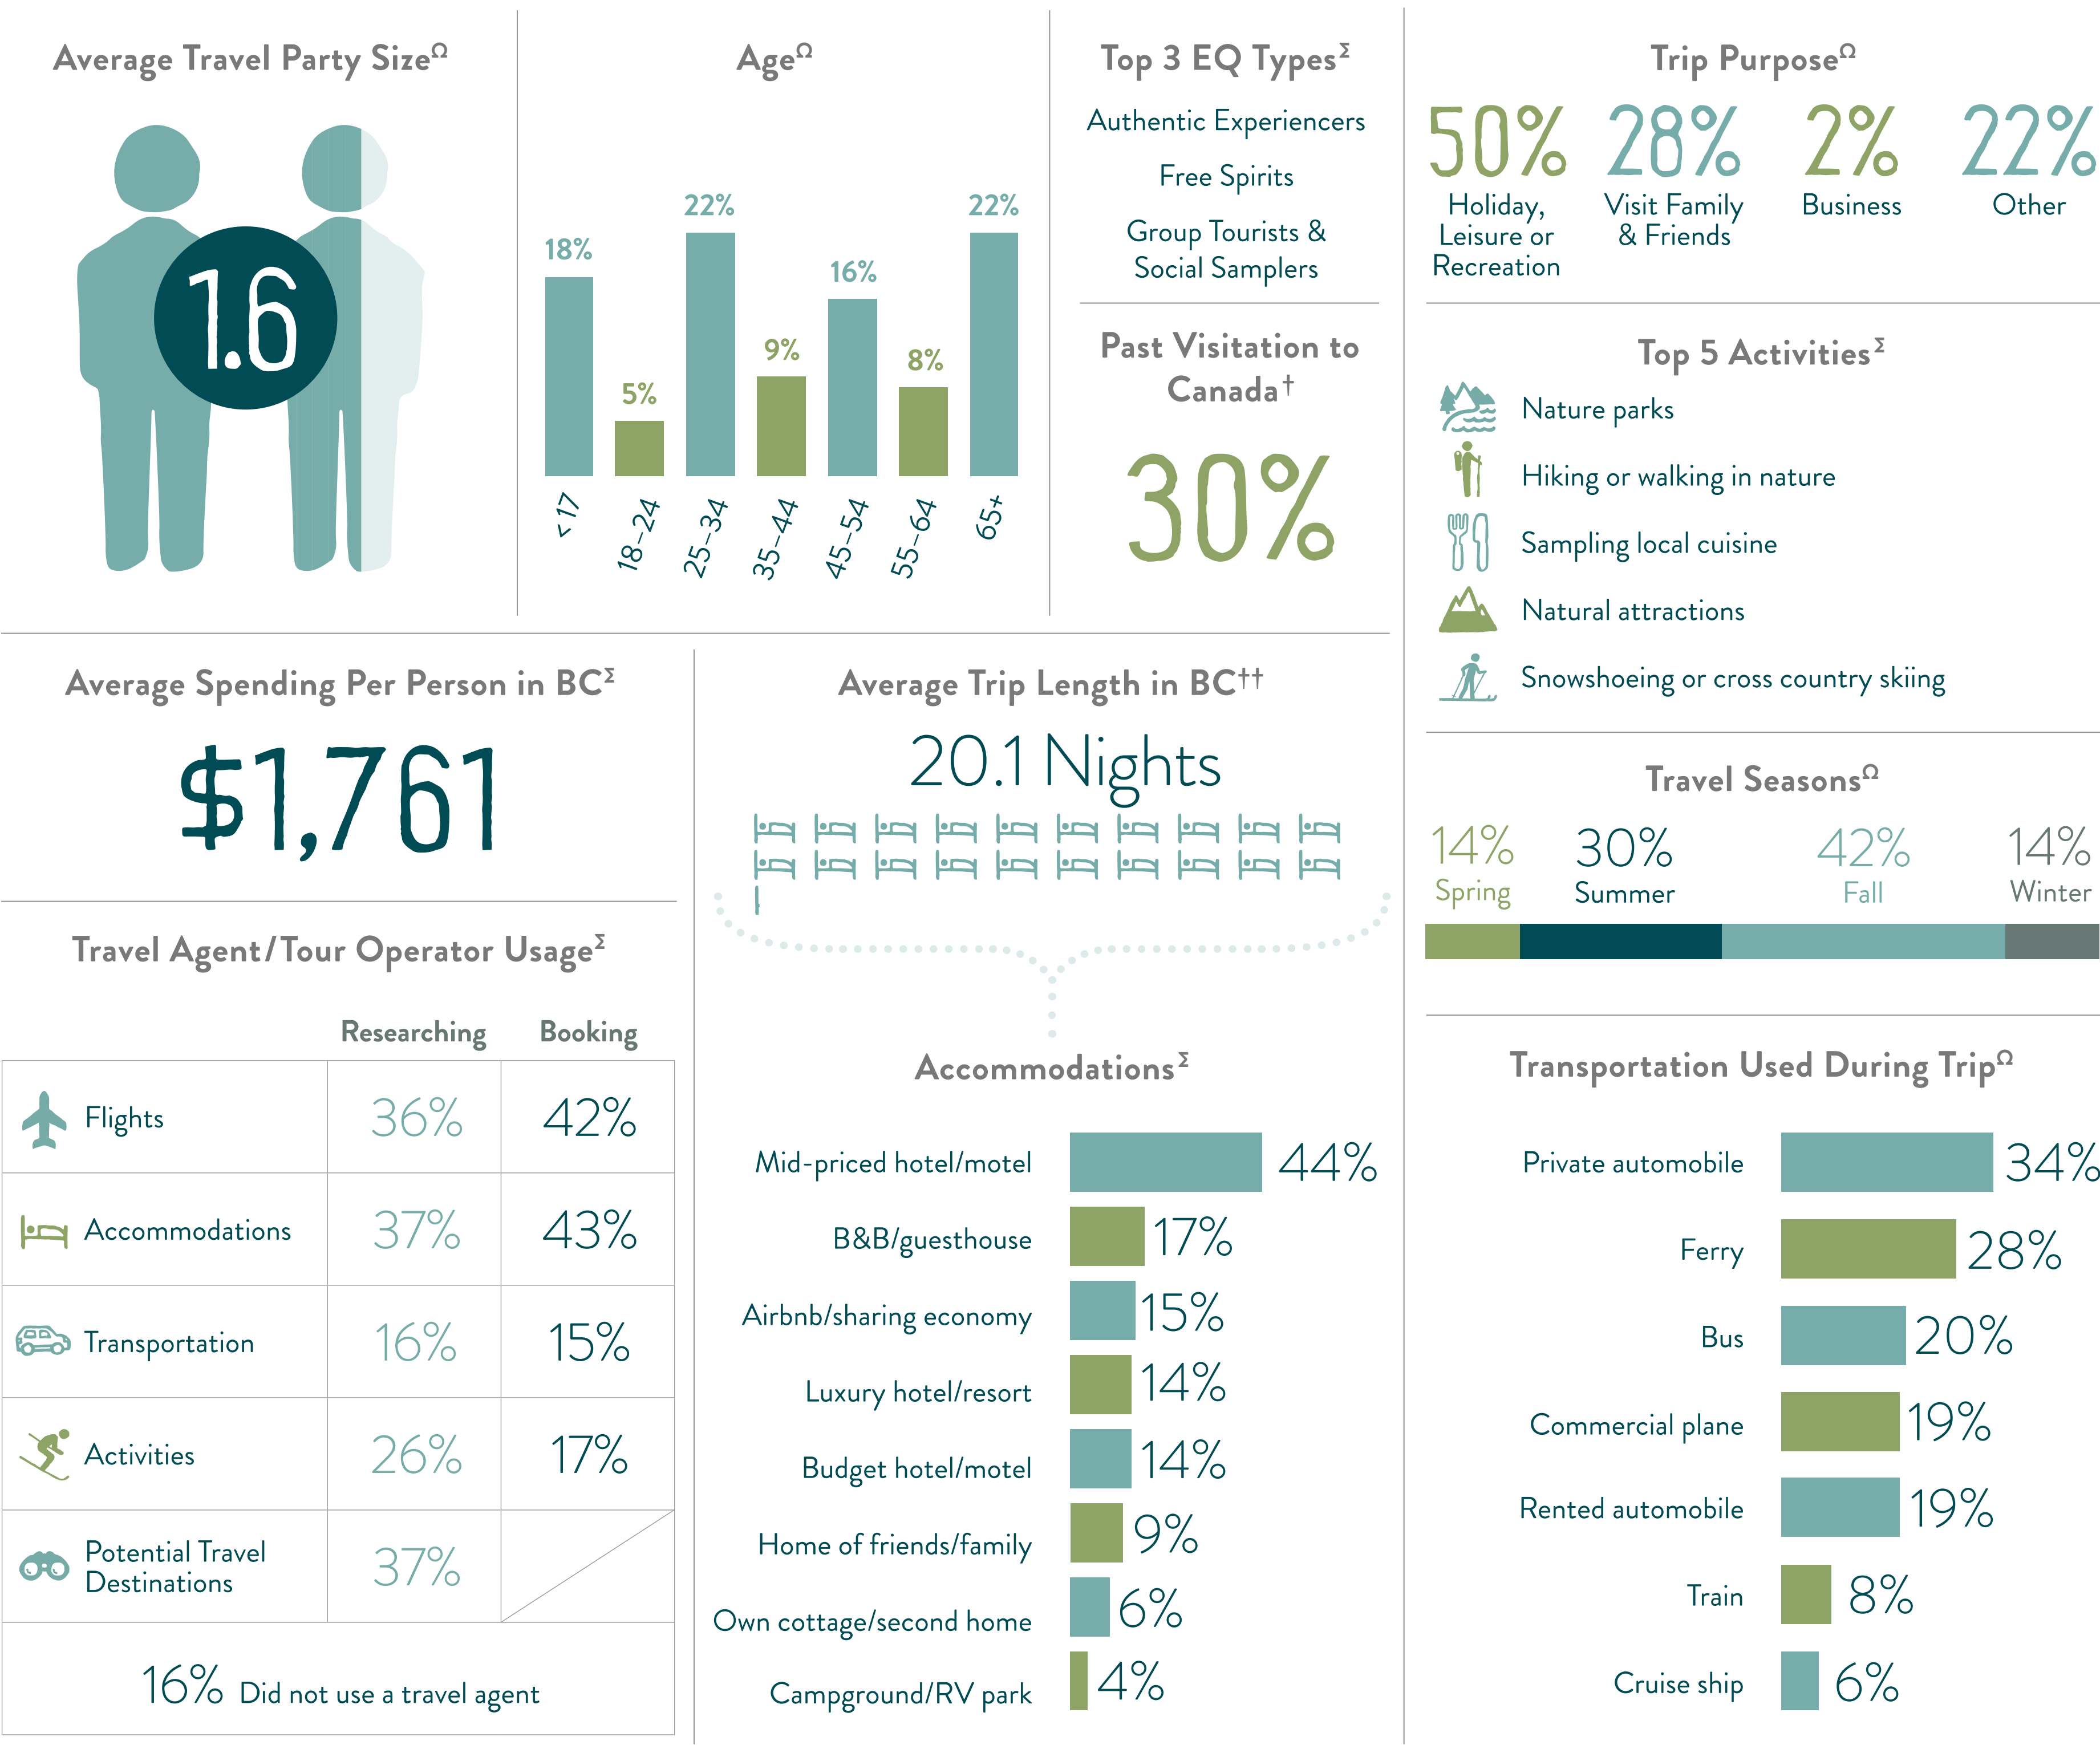 Average Travel Party SizeΩ
1.6
AgeΩ
18%
5%
22%
9%
16%
8%
22%
<17
18–24
25–34
35–44
45–54
55–64
65+
Top 3 EQ TypesΣ
Authentic Experiencers
Free Spirits
Group Tourists &
Social Samplers
Past Visitation to
Canada†
30%
Trip PurposeΩ
50% 28% 2% 22%
Holiday,
Leisure or
Recreation
Visit Family
& Friends
Business
Other
Top 5 ActivitiesΣ
Nature parks
Hiking or walking in nature
Sampling local cuisine
Natural attractions
Snowshoeing or cross country skiing
Average Spending Per Person in BCΣ
$1,761
Average Trip Length in BC††
20.1 Nights
Travel SeasonsΩ
14% 30% 42% 14%
Spring Summer Fall Winter
Travel Agent/Tour Operator UsageΣ
Researching Booking
Flights 36% 42%
Accommodations 37% 43%
Transportation 16% 15%
Activities 26% 17%
Potential Travel
Destinations
37%
16% Did not use a travel agent
AccommodationsΣ
Mid-priced hotel/motel 44%
B&B/guesthouse 17%
Airbnb/sharing economy 15%
Luxury hotel/resort 14%
Budget hotel/motel 14%
Home of friends/family 9%
Own cottage/second home 6%
Campground/RV park 4%
Transportation Used During TripΩ
Private automobile 34%
Ferry 28%
Bus 20%
Commercial plane 19%
Rented automobile 19%
Train 8%
Cruise ship 6%